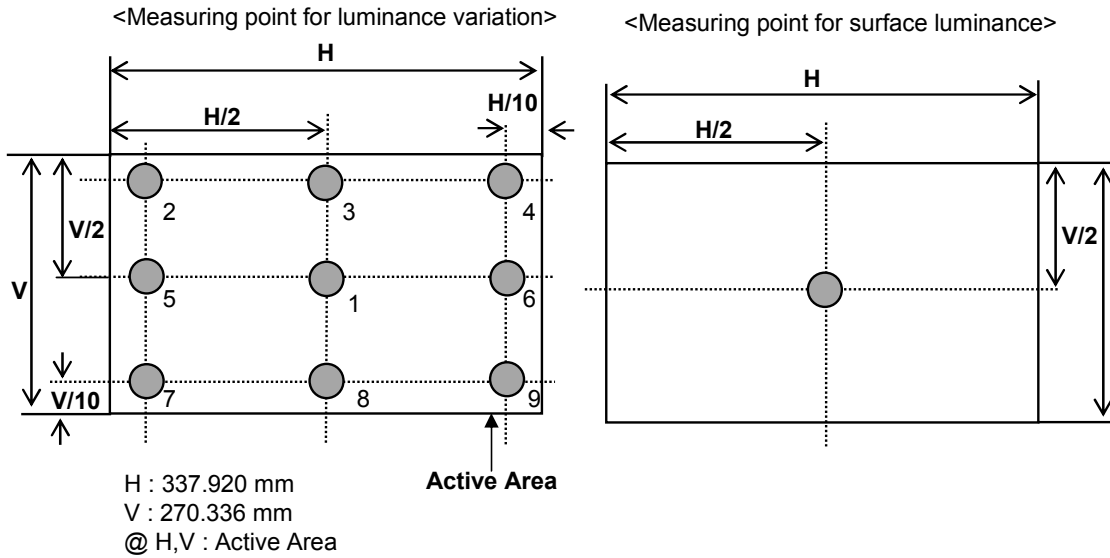 <Measuring point for luminance variation>
<Measuring point for surface luminance>
H
H/10
H/2
2
3
4
V/2
V
5
1
6
V/10
7
8
9
Active Area
H : 337.920 mm
V : 270.336 mm
@ H,V : Active Area
H
H/2
V/2